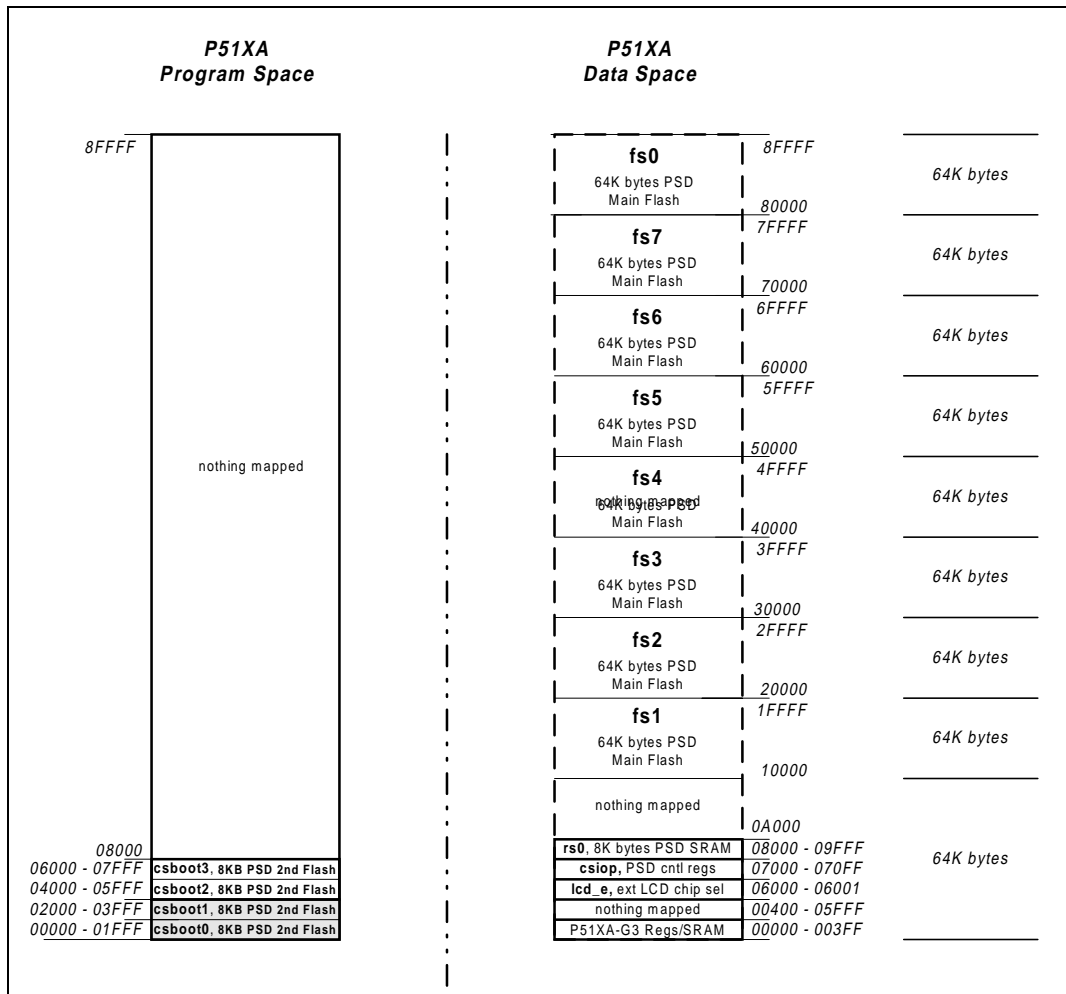 P51XA
Program Space
P51XA
Data Space
8FFFF
nothing mapped
08000
06000 - 07FFF
csboot3, 8KB PSD 2nd Flash
04000 - 05FFF
csboot2, 8KB PSD 2nd Flash
02000 - 03FFF
csboot1, 8KB PSD 2nd Flash
00000 - 01FFF
csboot0, 8KB PSD 2nd Flash
8FFFF
fs0
64K bytes PSD
Main Flash
64K bytes
80000
7FFFF
fs7
64K bytes PSD
Main Flash
64K bytes
70000
6FFFF
fs6
64K bytes PSD
Main Flash
64K bytes
60000
5FFFF
fs5
64K bytes PSD
Main Flash
64K bytes
50000
4FFFF
fs4
nothing mapped
64K bytes PSD
Main Flash
64K bytes
40000
3FFFF
fs3
64K bytes PSD
Main Flash
64K bytes
30000
2FFFF
fs2
64K bytes PSD
Main Flash
64K bytes
20000
1FFFF
fs1
64K bytes PSD
Main Flash
64K bytes
10000
nothing mapped
0A000
rs0, 8K bytes PSD SRAM
08000 - 09FFF
csiop, PSD cntl regs
07000 - 070FF
64K bytes
lcd_e, ext LCD chip sel
06000 - 06001
nothing mapped
00400 - 05FFF
P51XA-G3 Regs/SRAM
00000 - 003FF